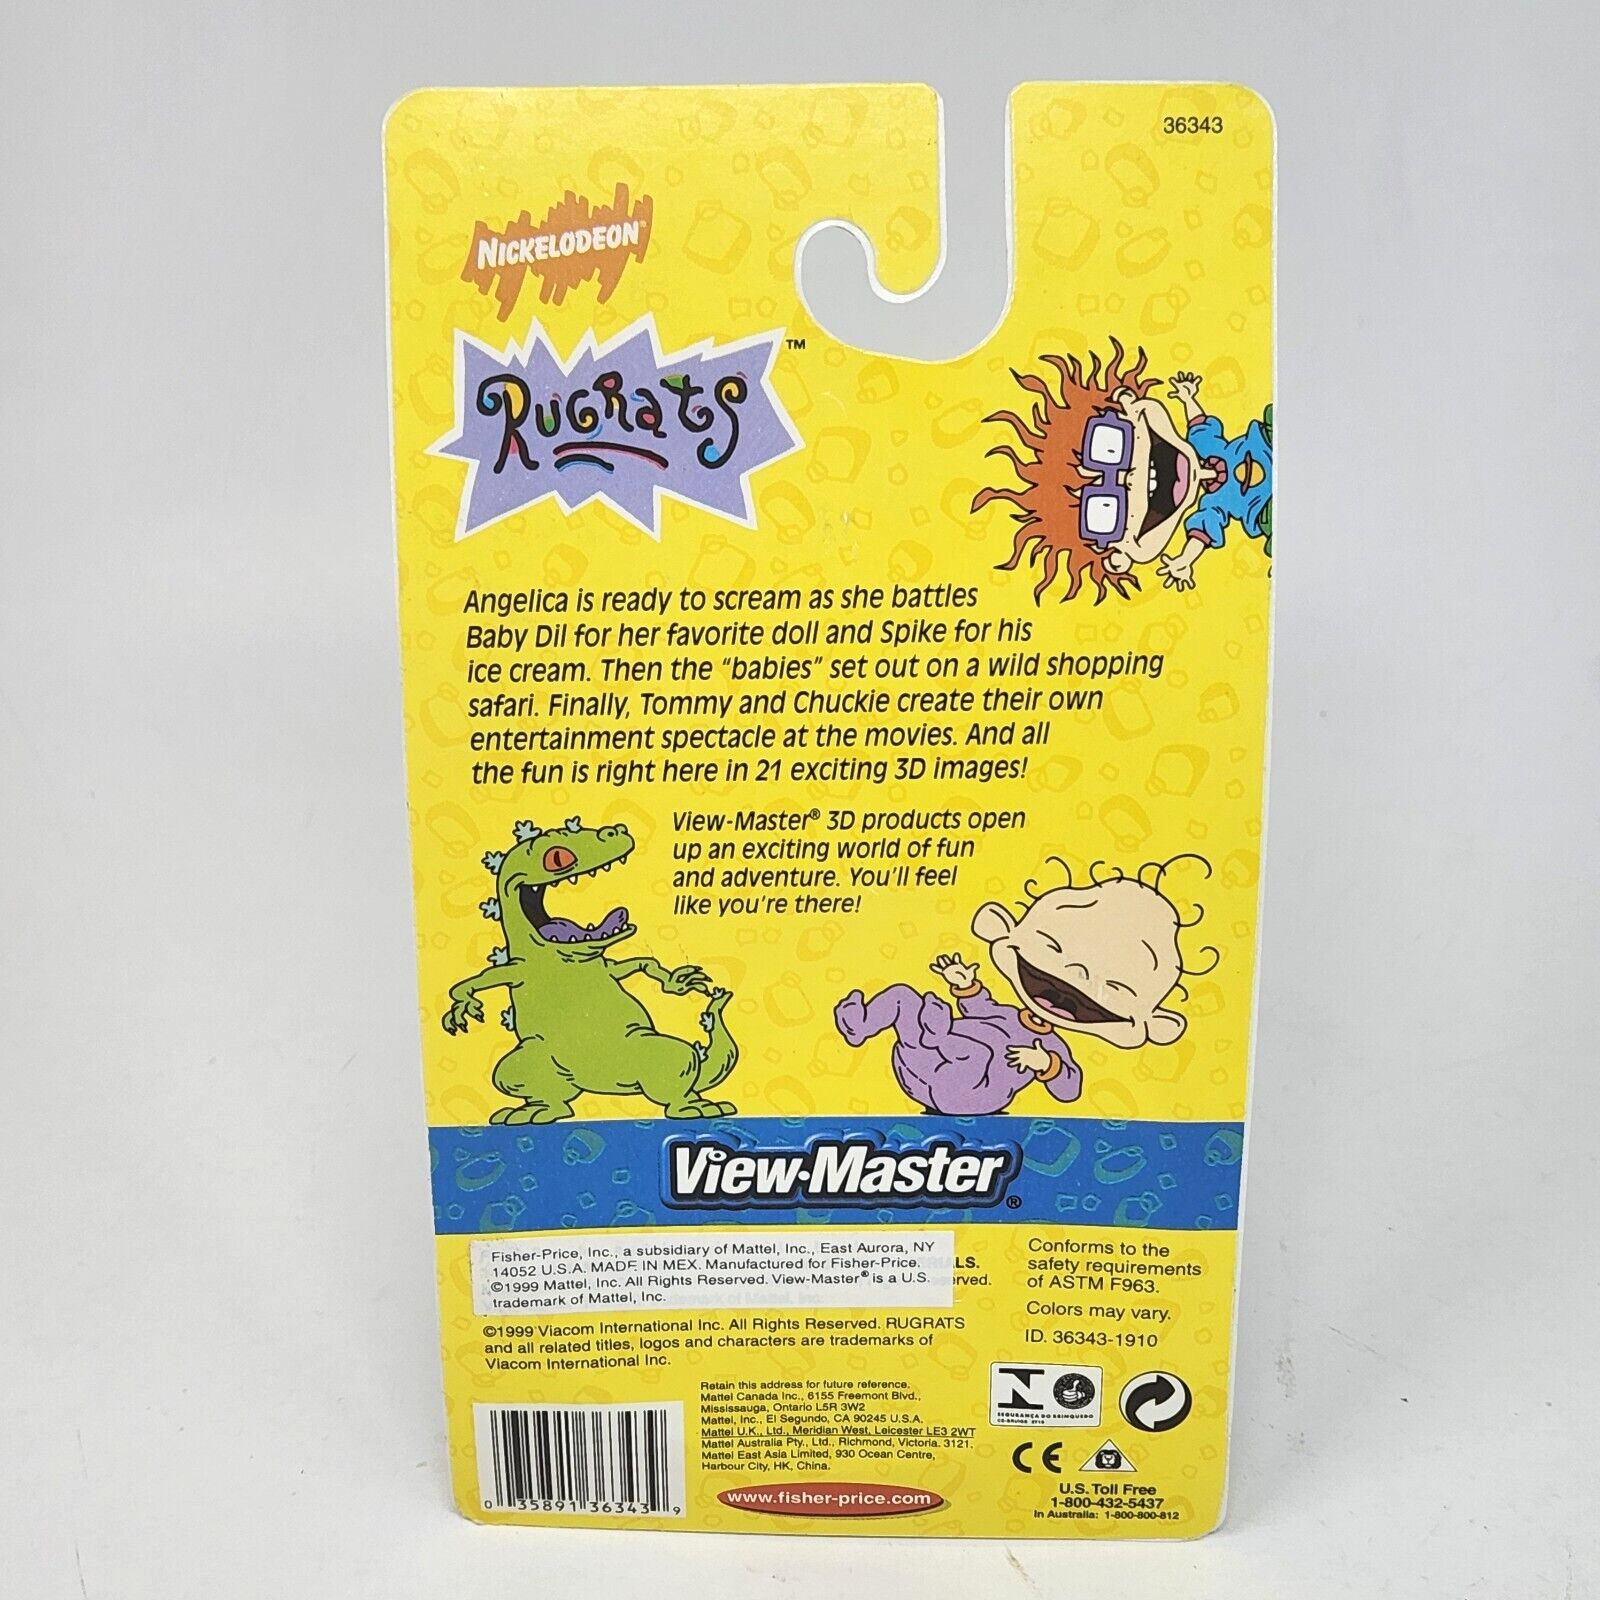 36343
NICKELODEON®
RUGRATS™
Angelica is ready to scream as she battles
Baby Dil for her favorite doll and Spike for his
ice cream. Then the "babies" set out on a wild shopping
safari. Finally, Tommy and Chuckie create their own
entertainment spectacle at the movies. And all
the fun is right here in 21 exciting 3D images!
View-Master® 3D products open
up an exciting world of fun
and adventure. You'll feel
like you're there!
View-Master®
Fisher-Price, Inc., a subsidiary of Mattel, Inc., East Aurora, NY
14052 U.S.A. MADE IN MEX. Manufactured for Fisher-Price.
©1999 Mattel, Inc. All Rights Reserved. View-Master® is a U.S.
trademark of Mattel, Inc.
©1999 Viacom International Inc. All Rights Reserved. RUGRATS
and all related titles, logos and characters are trademarks of
Viacom International Inc.
Conforms to the
safety requirements
of ASTM F963.
Colors may vary.
ID. 36343-1910
Retain this address for future reference.
Mattel Canada Inc., 6155 Freemont Blvd.,
Mississauga, Ontario L5R 3W2
Mattel, Inc., El Segundo, CA 90245 U.S.A.
Mattel U.K., Ltd., Meridian West, Leicester LE3 2WT
Mattel Australia Pty., Ltd., Richmond, Victoria. 3121.
Mattel East Asia Limited, 930 Ocean Centre,
Harbour City, HK, China.
www.fisher-price.com
0 35891 36343 9
N
SEGURANÇA DO BRINQUEDO
CE
U.S. Toll Free
1-800-432-5437
In Australia: 1-800-800-812